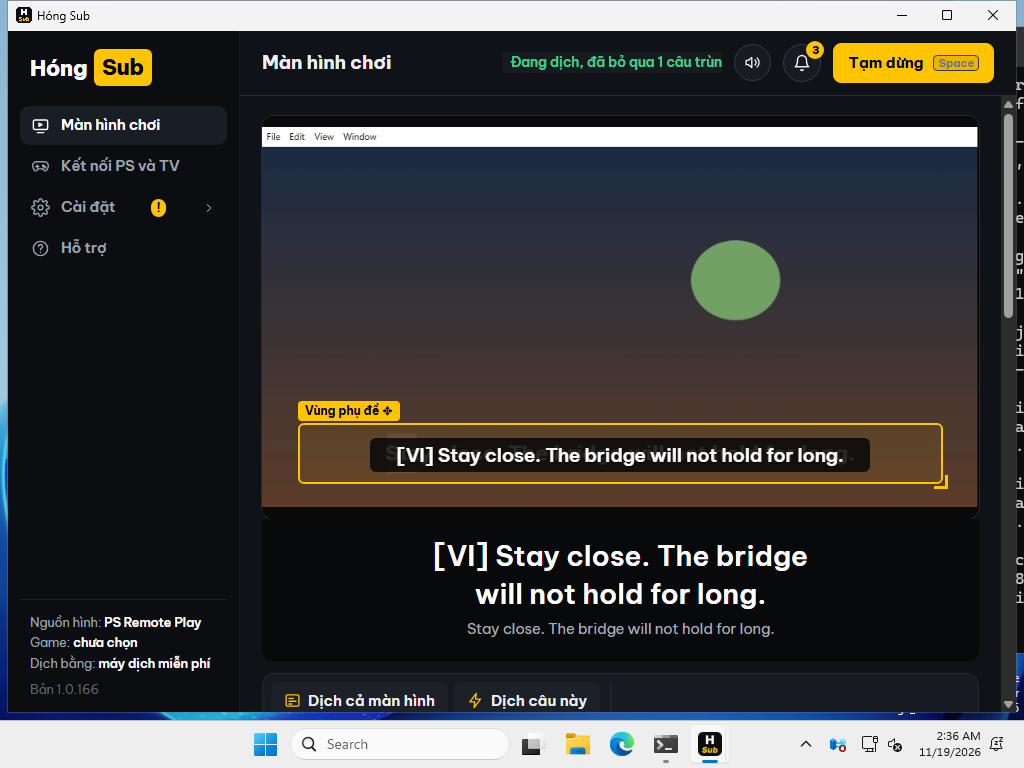 Hóng Sub
Hóng Sub
Màn hình chơi
Kết nối PS và TV
Cài đặt !
Hỗ trợ
Nguồn hình: PS Remote Play
Game: chưa chọn
Dịch bằng: máy dịch miễn phí
Bản 1.0.166
Màn hình chơi
Đang dịch, đã bỏ qua 1 câu trùn
3
Tạm dừng Space
File Edit View Window
Vùng phụ đề
[VI] Stay close. The bridge will not hold for long.
[VI] Stay close. The bridge
will not hold for long.
Stay close. The bridge will not hold for long.
Dịch cả màn hình
Dịch câu này
Search
H
Sub
2:36 AM
11/19/2026